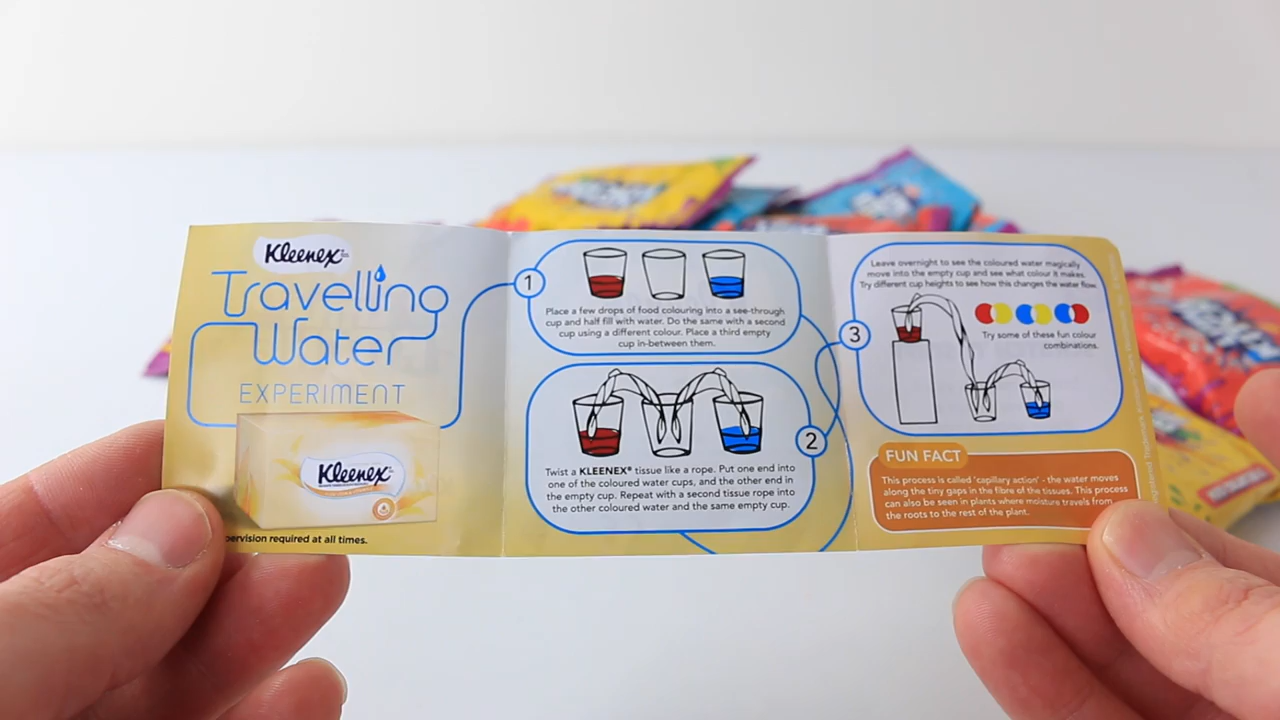 Kleenex
Travelling
Water
EXPERIMENT
Kleenex
ervision required at all times.
1
Place a few drops of food colouring into a see-through
cup and half fill with water. Do the same with a second
cup using a different colour. Place a third empty
cup in-between them.
2
Twist a KLEENEX® tissue like a rope. Put one end into
one of the coloured water cups, and the other end in
the empty cup. Repeat with a second tissue rope into
the other coloured water and the same empty cup.
3
Leave overnight to see the coloured water magically
move into the empty cup and see what colour it makes.
Try different cup heights to see how this changes the water flow.
Try some of these fun colour
combinations.
FUN FACT
This process is called 'capillary action' - the water moves
along the tiny gaps in the fibre of the tissues. This process
can also be seen in plants where moisture travels from
the roots to the rest of the plant.